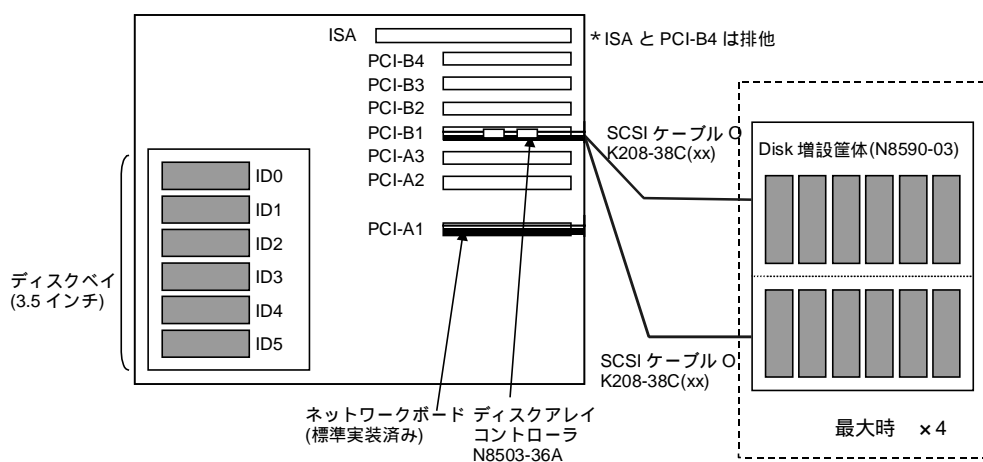 ISA
*ISA と PCI-B4 は排他
PCI-B4
PCI-B3
PCI-B2
PCI-B1
PCI-A3
PCI-A2
PCI-A1
SCSI ケーブル O
K208-38C(xx)
Disk 増設筐体(N8590-03)
ID0
ID1
ID2
ID3
ID4
ID5
ディスクベイ
(3.5 インチ)
SCSI ケーブル O
K208-38C(xx)
ネットワークボード
(標準実装済み)
ディスクアレイ
コントローラ
N8503-36A
最大時 ×4